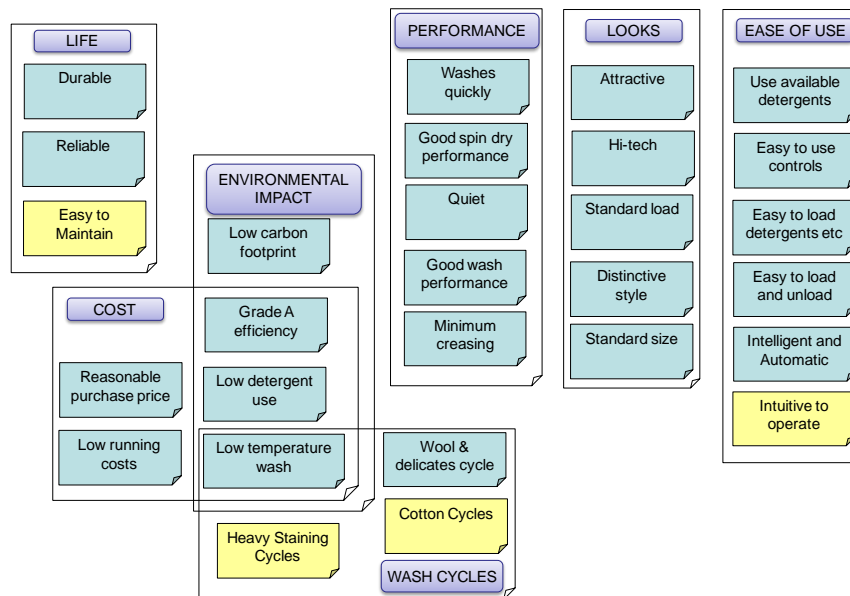 LIFE
Durable
Reliable
Easy to
Maintain
ENVIRONMENTAL
IMPACT
Low carbon
footprint
Grade A
efficiency
Low detergent
use
Low temperature
wash
COST
Reasonable
purchase price
Low running
costs
PERFORMANCE
Washes
quickly
Good spin dry
performance
Quiet
Good wash
performance
Minimum
creasing
LOOKS
Attractive
Hi-tech
Standard load
Distinctive
style
Standard size
EASE OF USE
Use available
detergents
Easy to use
controls
Easy to load
detergents etc
Easy to load
and unload
Intelligent and
Automatic
Intuitive to
operate
Wool &
delicates cycle
Cotton Cycles
Heavy Staining
Cycles
WASH CYCLES